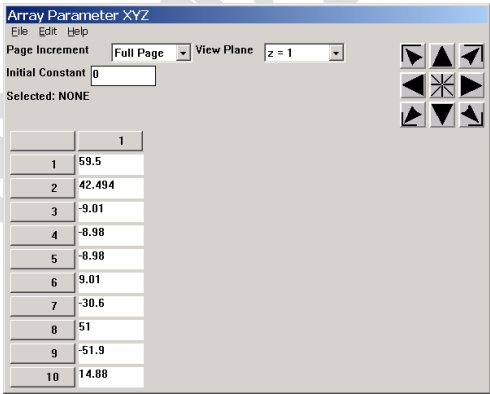 Array Parameter XYZ
File Edit Help
Page Increment Full Page View Plane z = 1
Initial Constant 0
Selected: NONE
1
1 59.5
2 42.494
3 -9.01
4 -8.98
5 -8.98
6 9.01
7 -30.6
8 51
9 -51.9
10 14.88